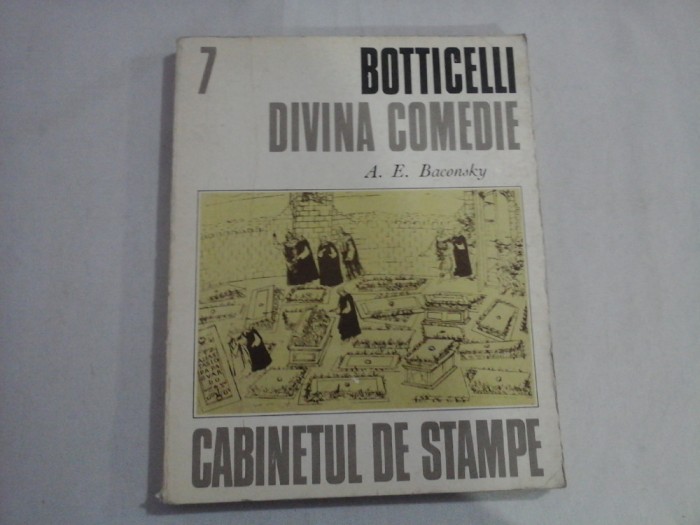 7
BOTTICELLI
DIVINA COMEDIE
A. E. Baconsky
CABINETUL DE STAMPE